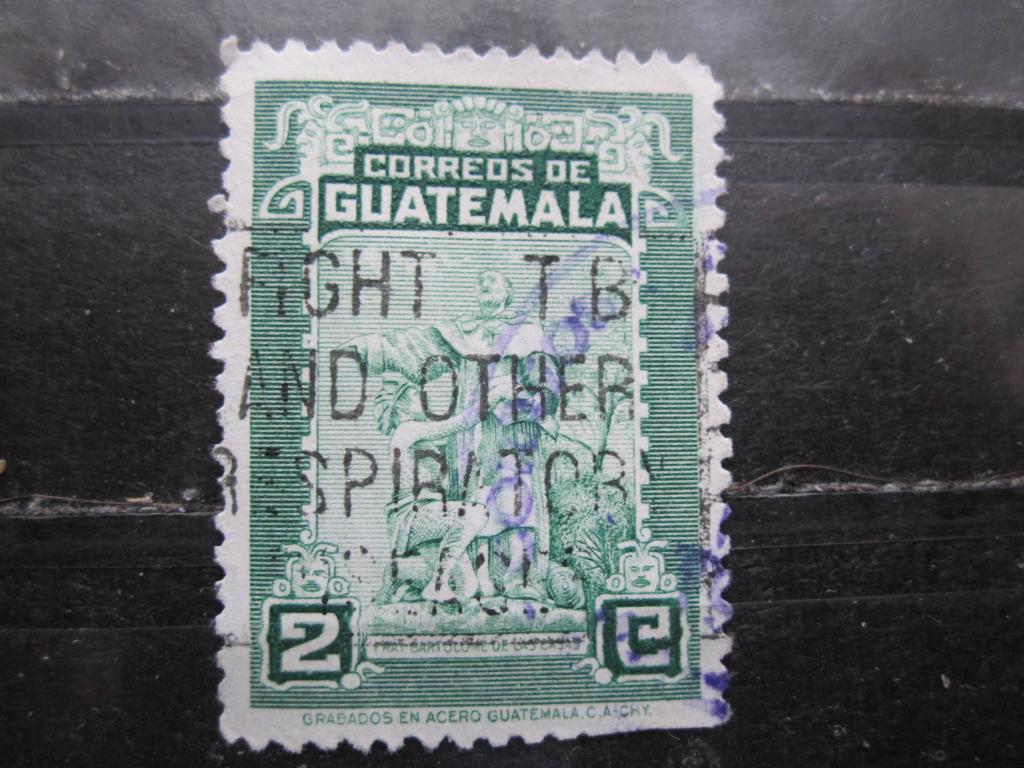 CORREOS DE
GUATEMALA
FIGHT TB
AND OTHER
RESPIRATORY
2 C
FRAY BARTOLOME DE LAS CASAS
GRABADOS EN ACERO GUATEMALA, C.A-CHY.